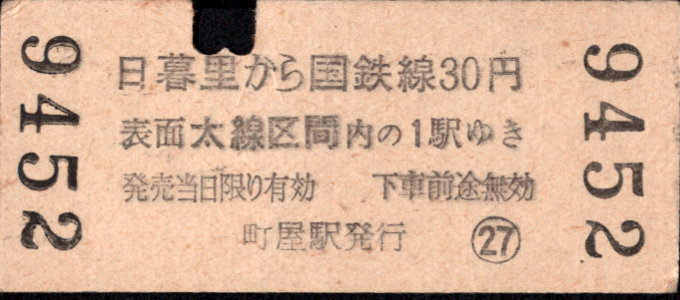 9452
日暮里から国鉄線30円
表面太線区間内の1駅ゆき
発売当日限り有効 下車前途無効
町屋駅発行 ㉗
9452